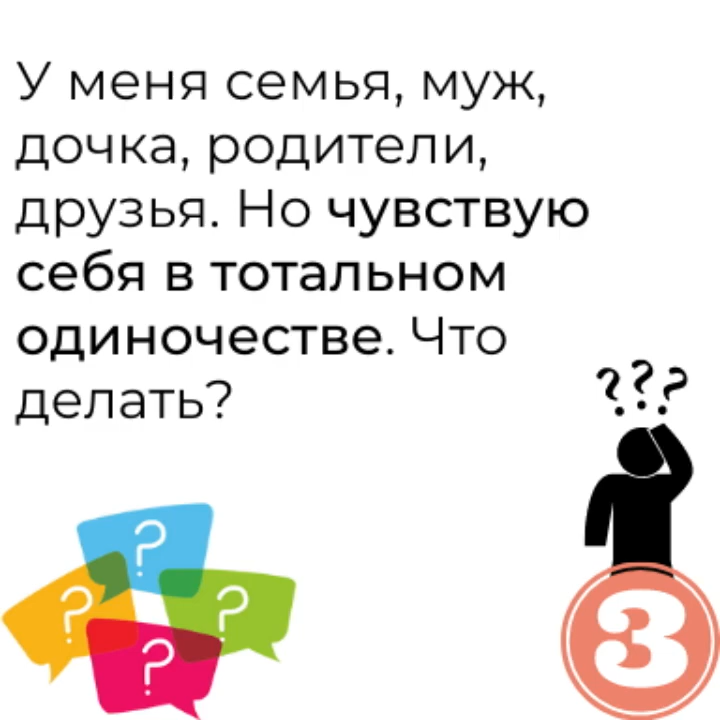 У меня семья, муж,
дочка, родители,
друзья. Но чувствую
себя в тотальном
одиночестве. Что
делать?
???
?
?
?
?
3